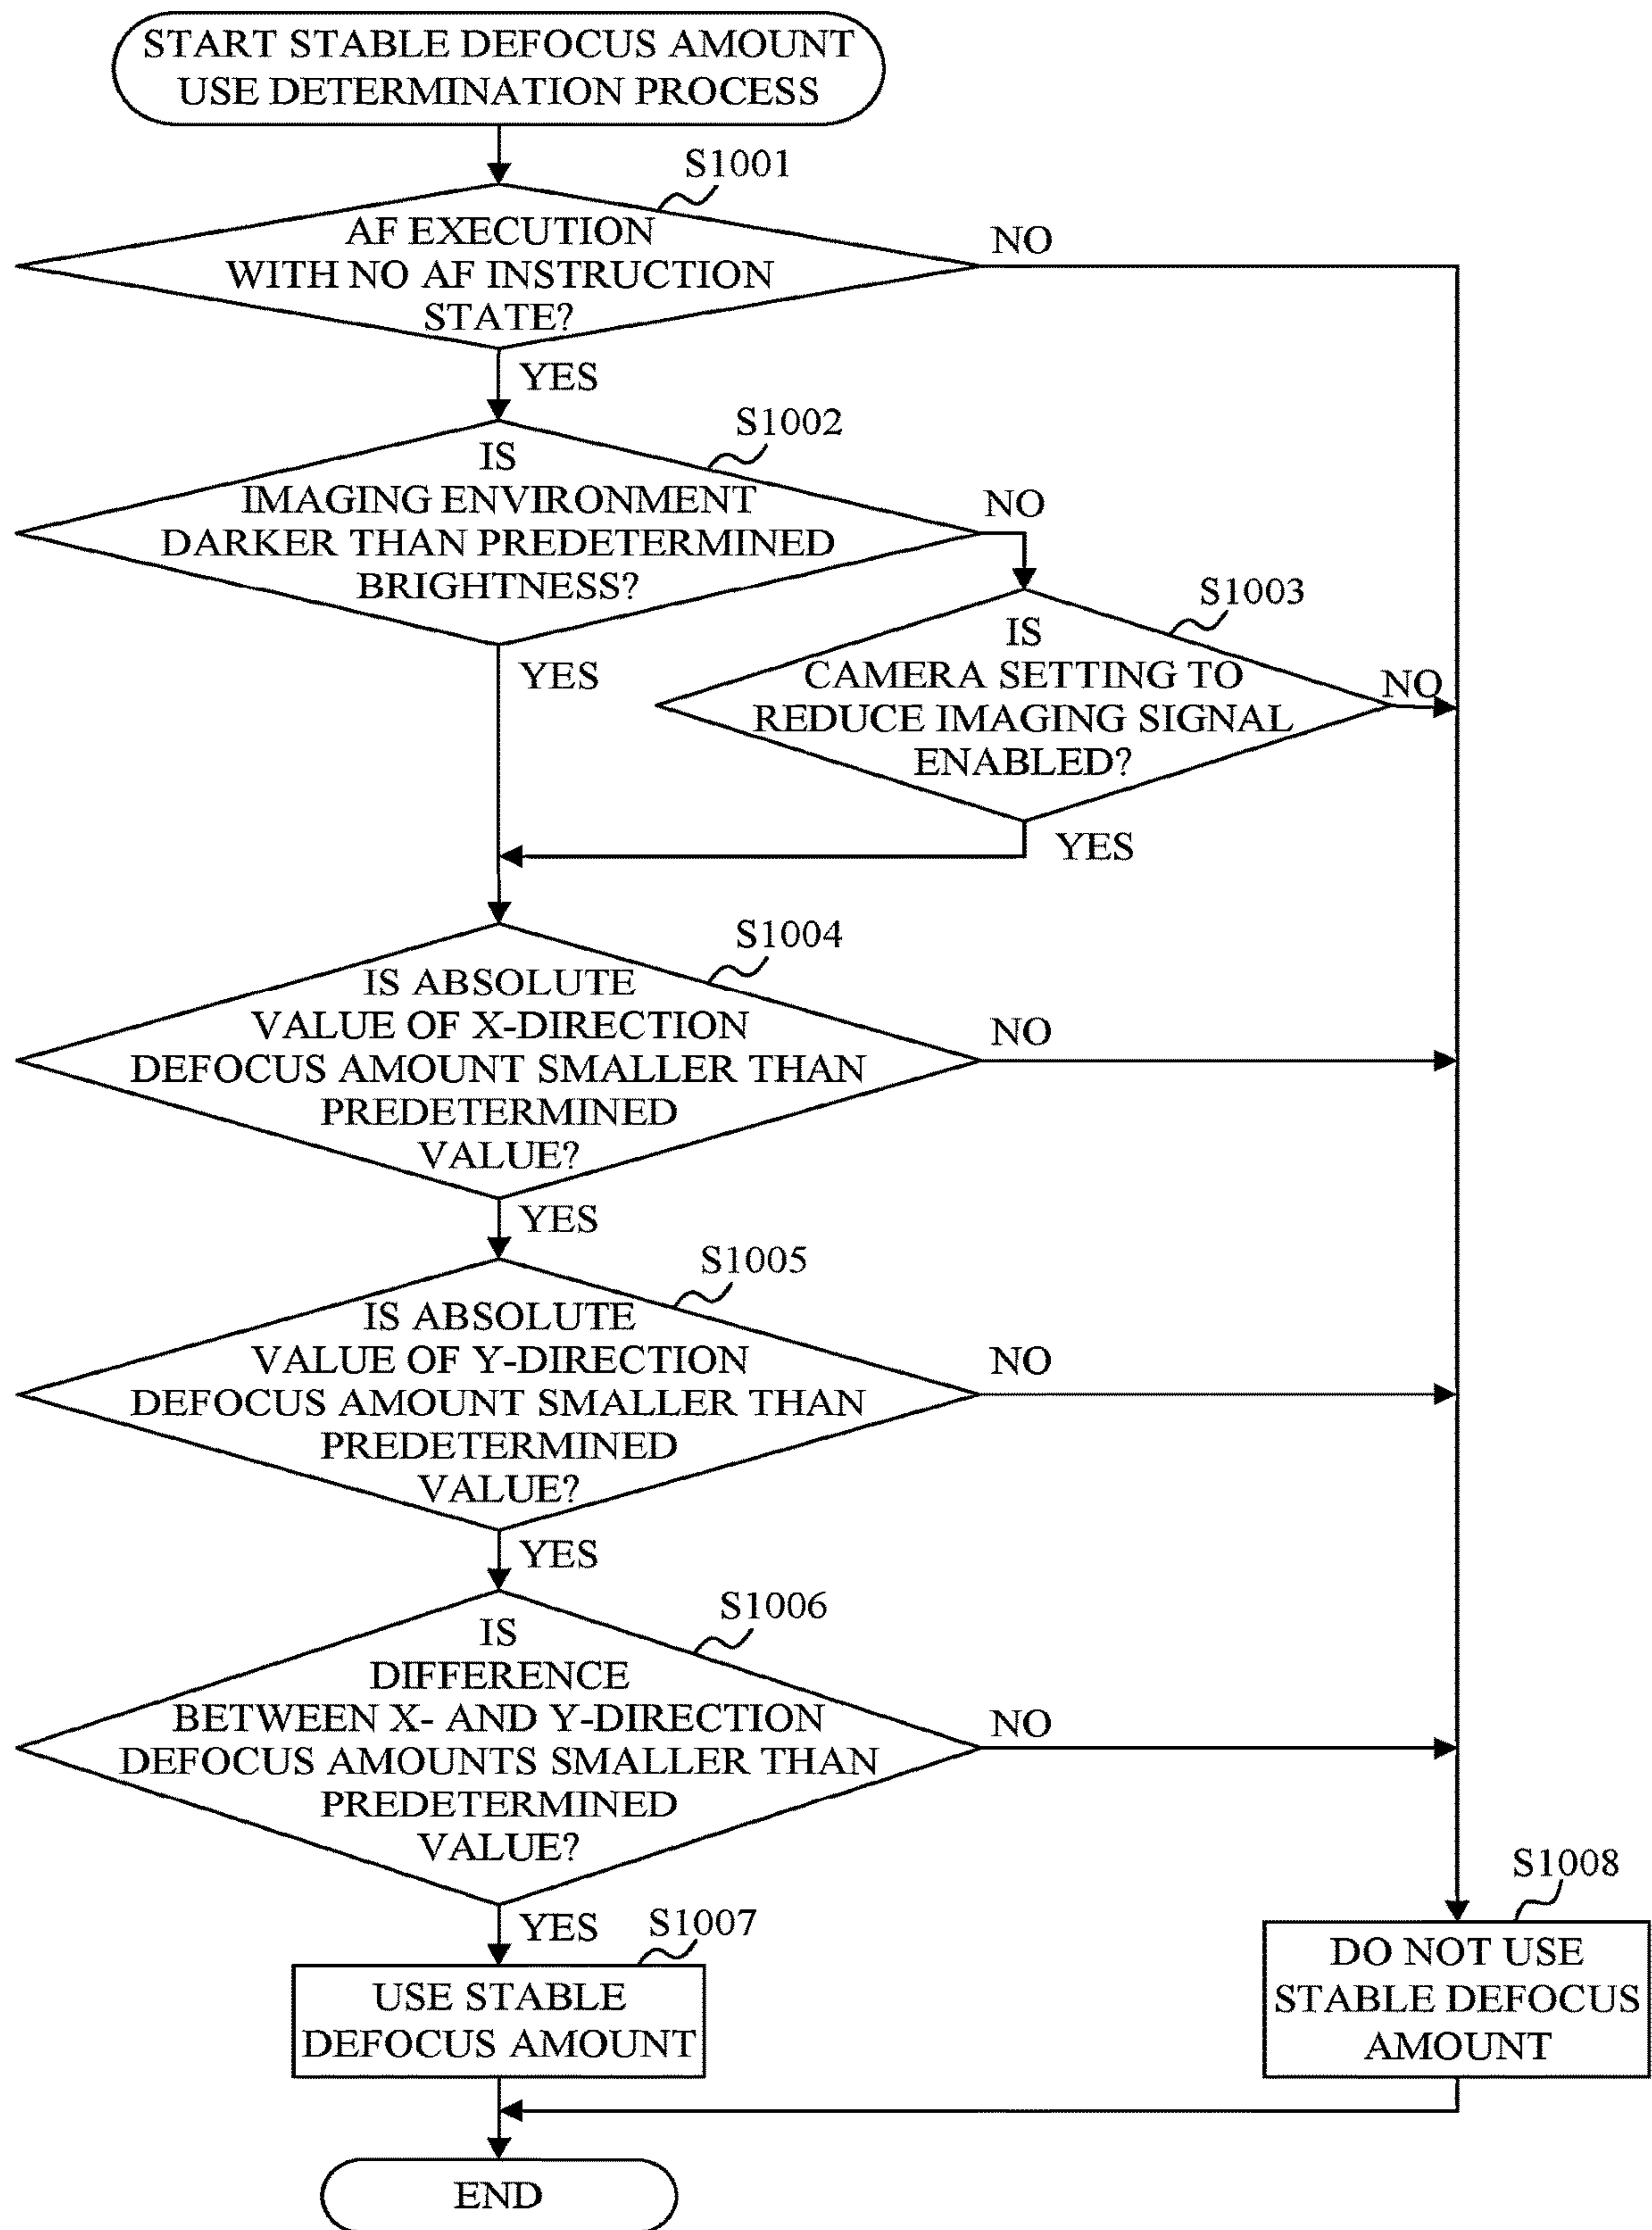 START STABLE DEFOCUS AMOUNT
USE DETERMINATION PROCESS
S1001
AF EXECUTION
WITH NO AF INSTRUCTION
STATE?
NO
YES
S1002
IS
IMAGING ENVIRONMENT
DARKER THAN PREDETERMINED
BRIGHTNESS?
NO
YES
S1003
IS
CAMERA SETTING TO
REDUCE IMAGING SIGNAL
ENABLED?
NO
YES
S1004
IS ABSOLUTE
VALUE OF X-DIRECTION
DEFOCUS AMOUNT SMALLER THAN
PREDETERMINED
VALUE?
NO
YES
S1005
IS ABSOLUTE
VALUE OF Y-DIRECTION
DEFOCUS AMOUNT SMALLER THAN
PREDETERMINED
VALUE?
NO
YES
S1006
IS
DIFFERENCE
BETWEEN X- AND Y-DIRECTION
DEFOCUS AMOUNTS SMALLER THAN
PREDETERMINED
VALUE?
NO
YES
S1007
USE STABLE
DEFOCUS AMOUNT
S1008
DO NOT USE
STABLE DEFOCUS
AMOUNT
END